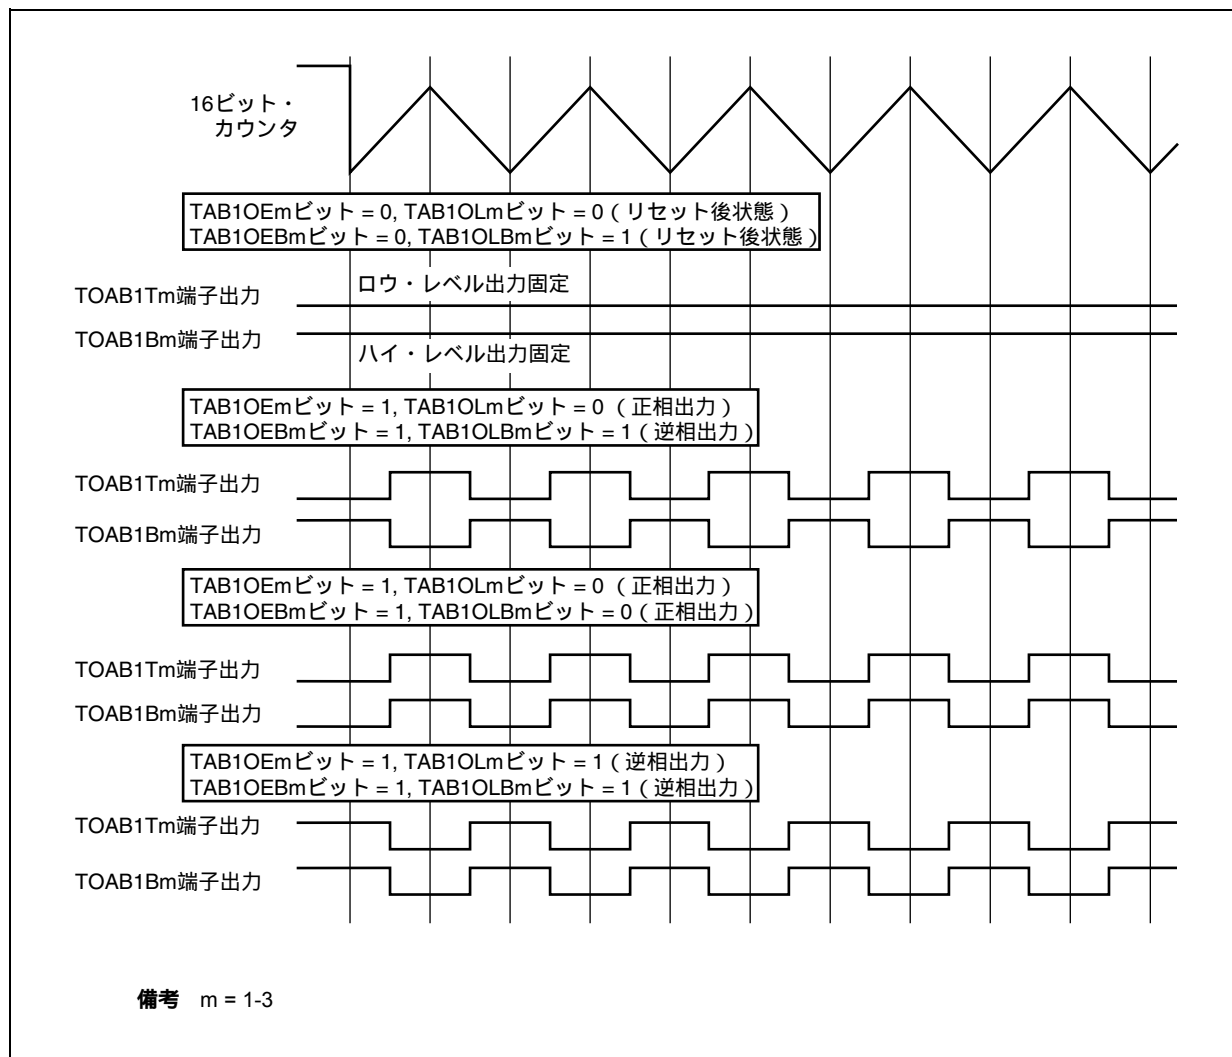 16ビット・
カウンタ
TAB1OEmビット = 0, TAB1OLmビット = 0（リセット後状態）
TAB1OEBmビット = 0, TAB1OLBmビット = 1（リセット後状態）
ロウ・レベル出力固定
TOAB1Tm端子出力
TOAB1Bm端子出力
ハイ・レベル出力固定
TAB1OEmビット = 1, TAB1OLmビット = 0 （正相出力）
TAB1OEBmビット = 1, TAB1OLBmビット = 1（逆相出力）
TOAB1Tm端子出力
TOAB1Bm端子出力
TAB1OEmビット = 1, TAB1OLmビット = 0 （正相出力）
TAB1OEBmビット = 1, TAB1OLBmビット = 0（正相出力）
TOAB1Tm端子出力
TOAB1Bm端子出力
TAB1OEmビット = 1, TAB1OLmビット = 1（逆相出力）
TAB1OEBmビット = 1, TAB1OLBmビット = 1（逆相出力）
TOAB1Tm端子出力
TOAB1Bm端子出力
備考 m = 1-3